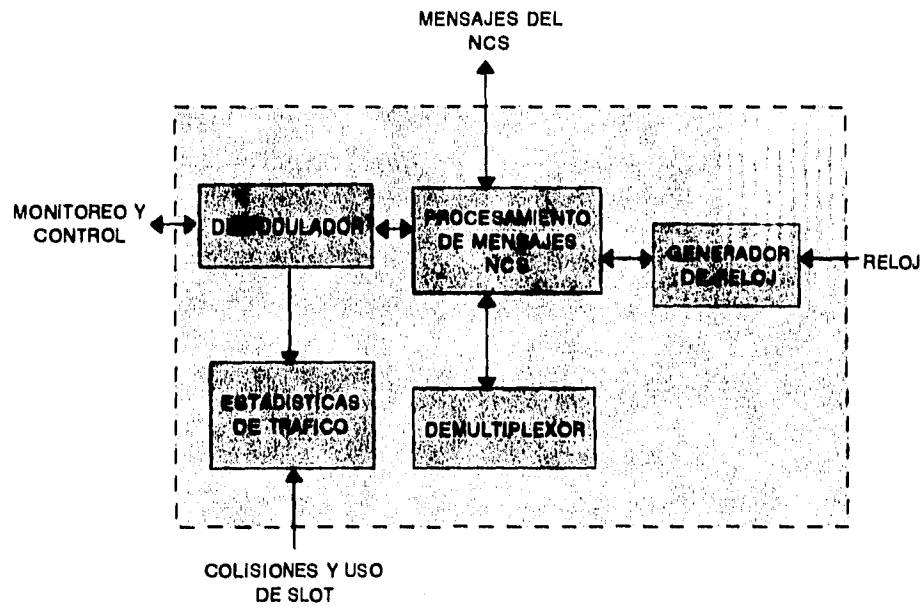 MENSAJES DEL
NCS
MONITOREO Y
CONTROL
DEMODULADOR
PROCESAMIENTO
DE MENSAJES
NCS
GENERADOR
DE RELOJ
RELOJ
ESTADISTICAS
DE TRAFICO
DEMULTIPLEXOR
COLISIONES Y USO
DE SLOT